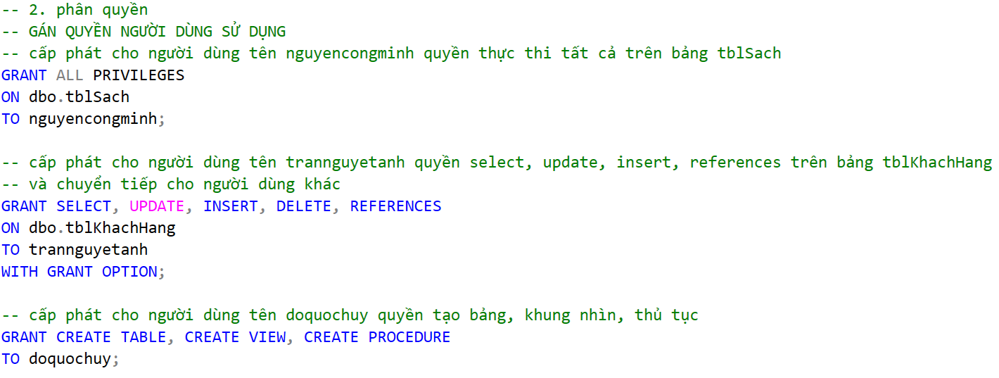 -- 2. phân quyền
-- GÁN QUYỀN NGƯỜI DÙNG SỬ DỤNG
-- cấp phát cho người dùng tên nguyencongminh quyền thực thi tất cả trên bảng tblSach
GRANT ALL PRIVILEGES
ON dbo.tblSach
TO nguyencongminh;
-- cấp phát cho người dùng tên trannguyetanh quyền select, update, insert, references trên bảng tblKhachHang
-- và chuyển tiếp cho người dùng khác
GRANT SELECT, UPDATE, INSERT, DELETE, REFERENCES
ON dbo.tblKhachHang
TO trannguyetanh
WITH GRANT OPTION;
-- cấp phát cho người dùng tên doquochuy quyền tạo bảng, khung nhìn, thủ tục
GRANT CREATE TABLE, CREATE VIEW, CREATE PROCEDURE
TO doquochuy;